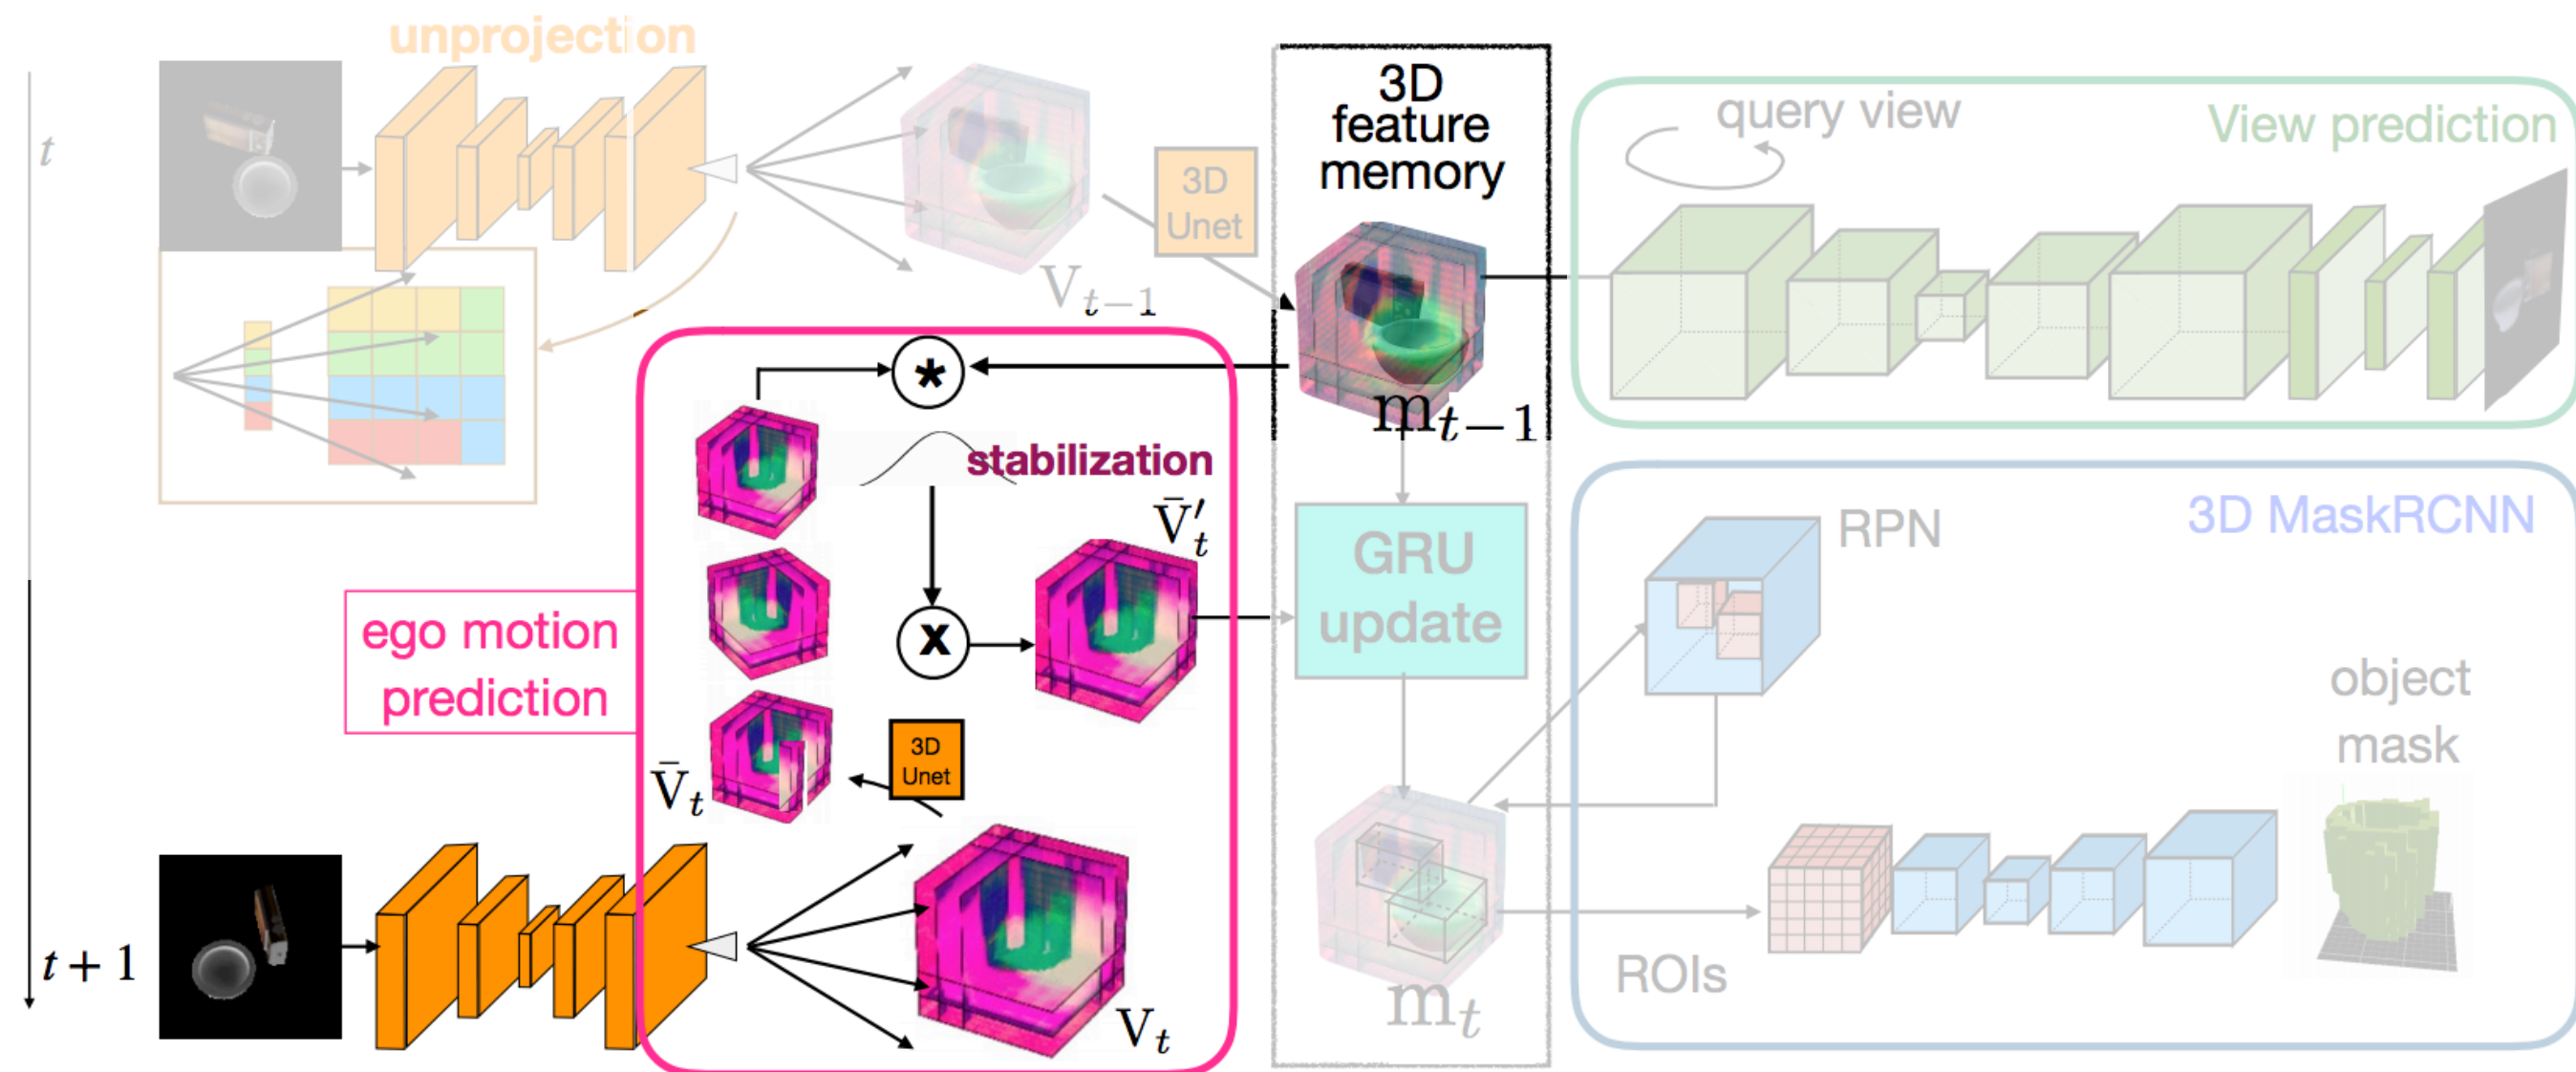 unprojection
t
V_{t−1}
3D
Unet
3D
feature
memory
m_{t−1}
query view
View prediction
*
stabilization
V̄′_t
x
ego motion
prediction
3D
Unet
V̄_t
GRU
update
RPN
3D MaskRCNN
object
mask
t + 1
V_t
m_t
ROIs